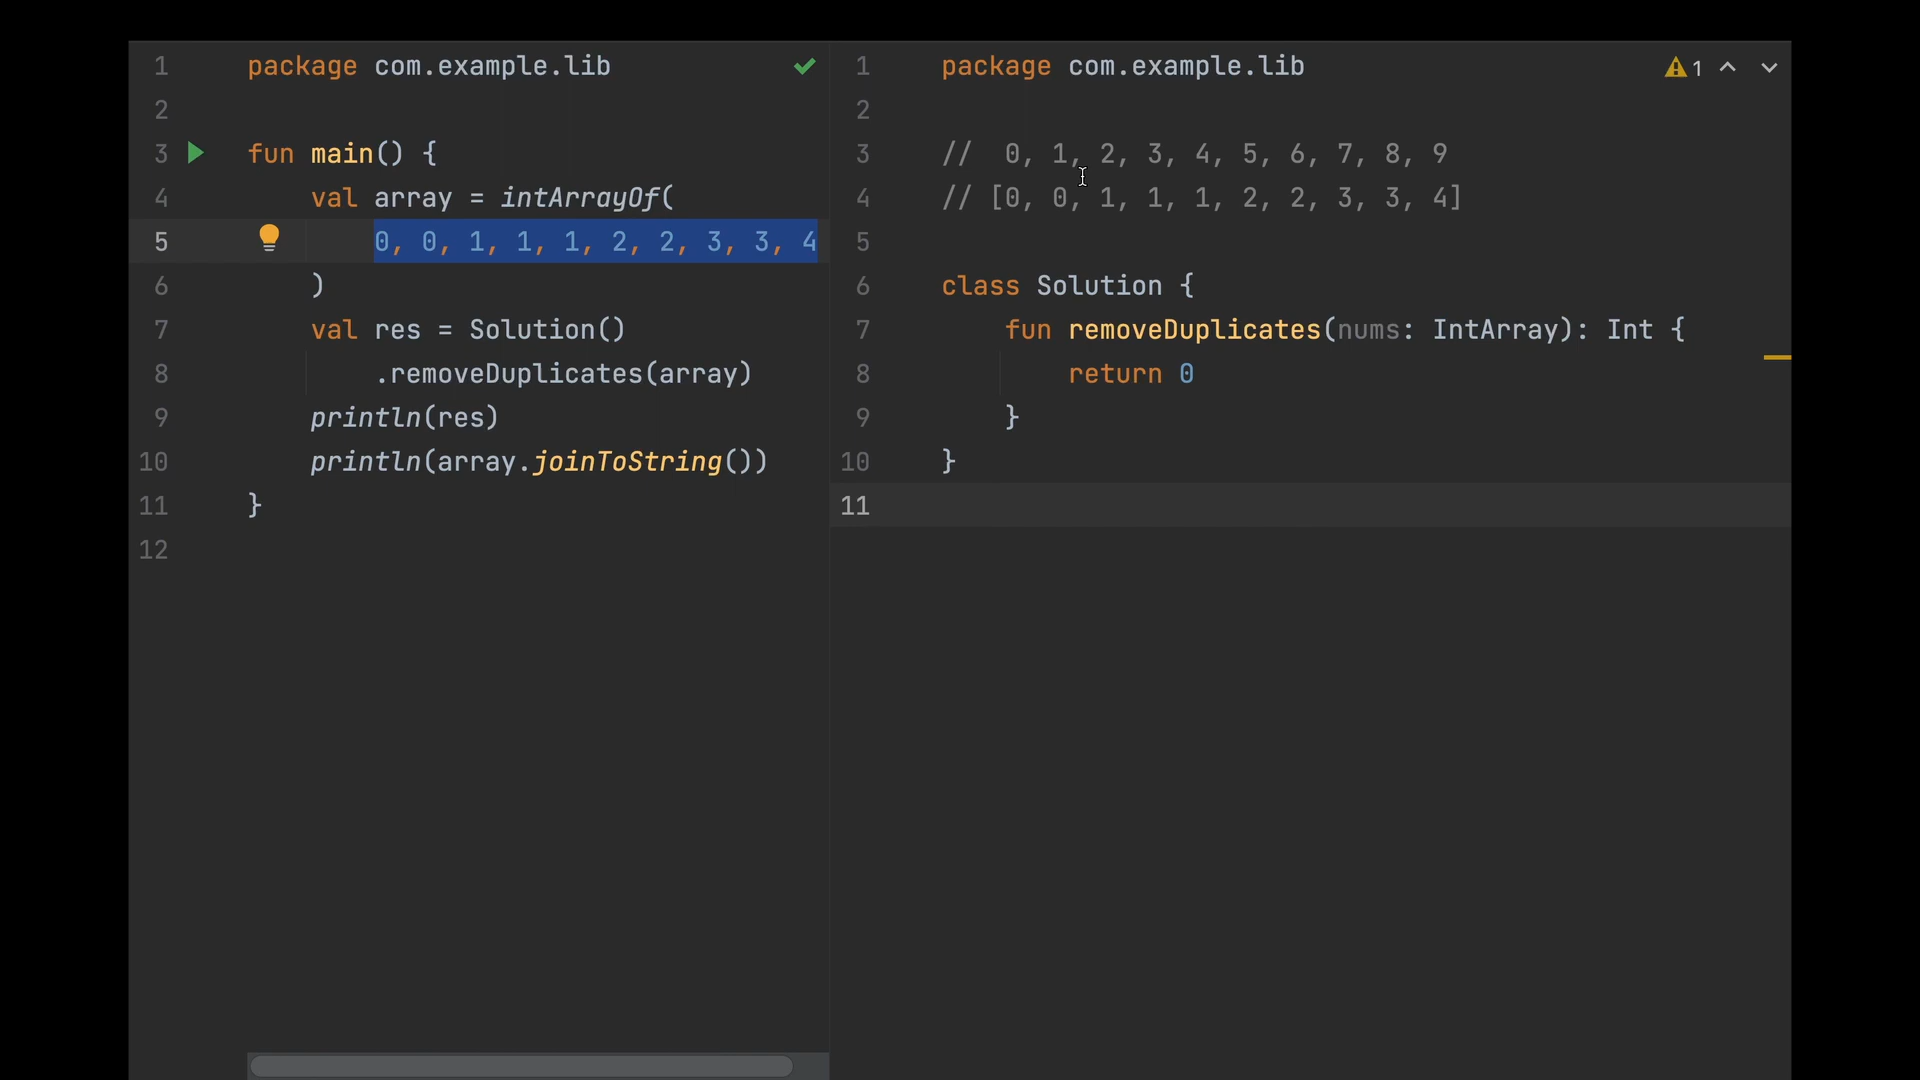 1 package com.example.lib
2
3 fun main() {
4 val array = intArrayOf(
5 0, 0, 1, 1, 1, 2, 2, 3, 3, 4
6 )
7 val res = Solution()
8 .removeDuplicates(array)
9 println(res)
10 println(array.joinToString())
11 }
12
1 package com.example.lib 1
2
3 // 0, 1, 2, 3, 4, 5, 6, 7, 8, 9
4 // [0, 0, 1, 1, 1, 2, 2, 3, 3, 4]
5
6 class Solution {
7 fun removeDuplicates(nums: IntArray): Int {
8 return 0
9 }
10 }
11